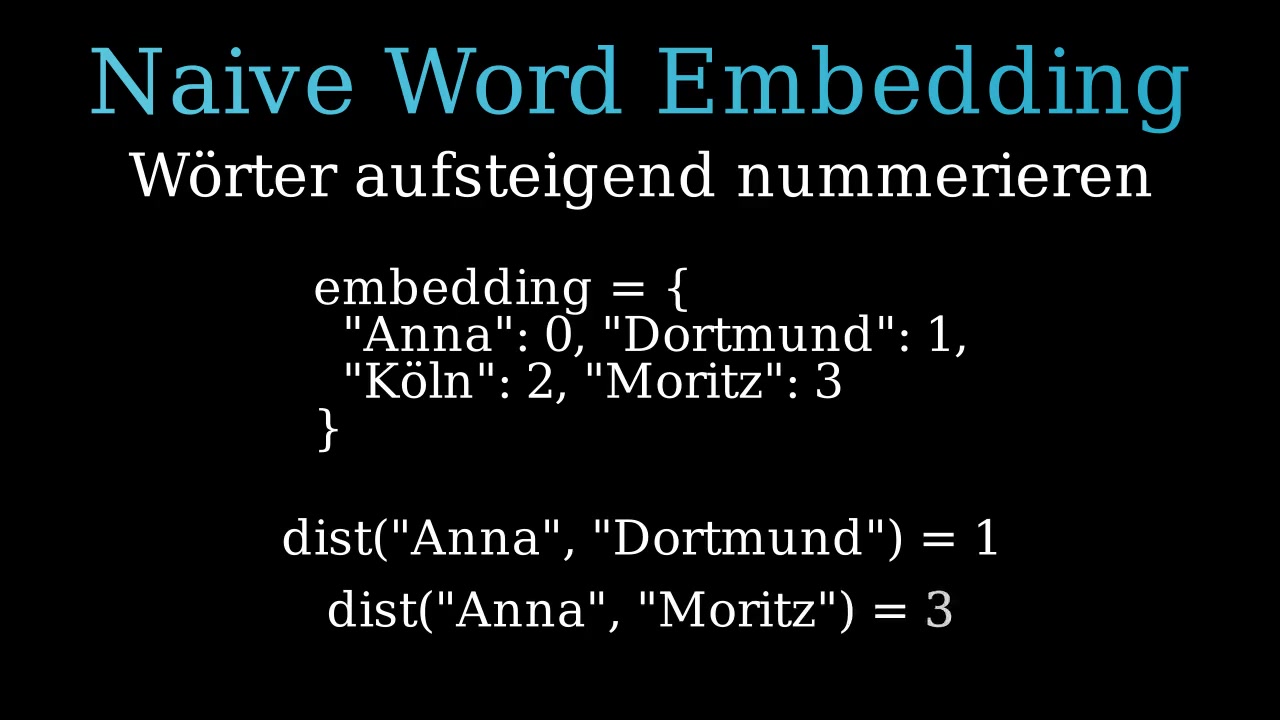 Naive Word Embedding
Wörter aufsteigend nummerieren
embedding = {
"Anna": 0, "Dortmund": 1,
"Köln": 2, "Moritz": 3
}
dist("Anna", "Dortmund") = 1
dist("Anna", "Moritz") = 3